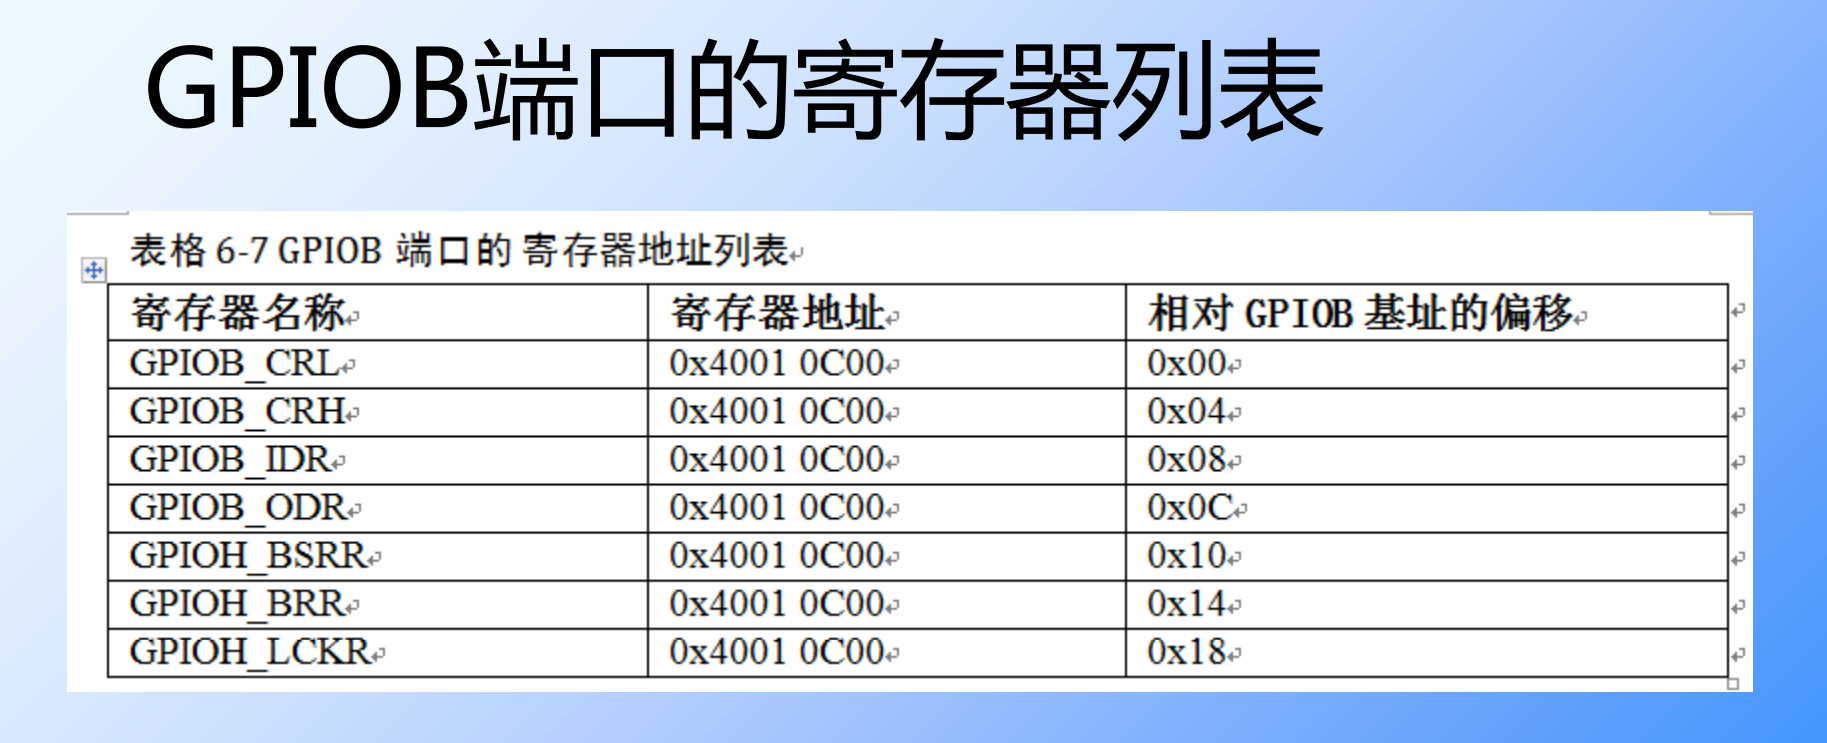 GPIOB端口的寄存器列表
表格 6-7 GPIOB 端口的 寄存器地址列表
寄存器名称 寄存器地址 相对 GPIOB 基址的偏移
GPIOB_CRL 0x4001 0C00 0x00
GPIOB_CRH 0x4001 0C00 0x04
GPIOB_IDR 0x4001 0C00 0x08
GPIOB_ODR 0x4001 0C00 0x0C
GPIOH_BSRR 0x4001 0C00 0x10
GPIOH_BRR 0x4001 0C00 0x14
GPIOH_LCKR 0x4001 0C00 0x18